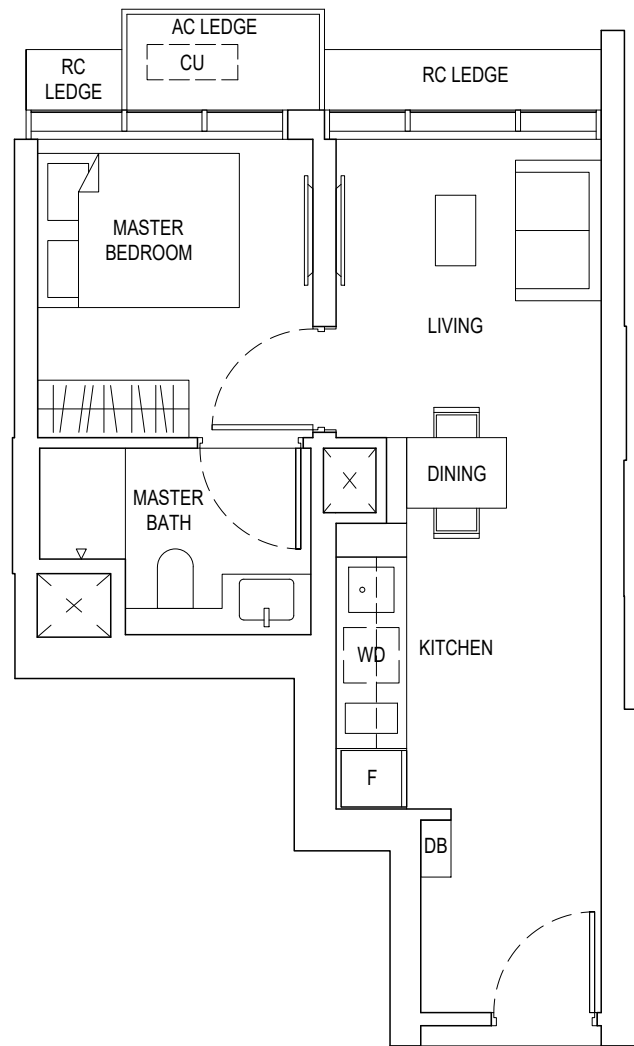 AC LEDGE
CU
RC
LEDGE
RC LEDGE
MASTER
BEDROOM
LIVING
DINING
MASTER
BATH
KITCHEN
WD
F
DB